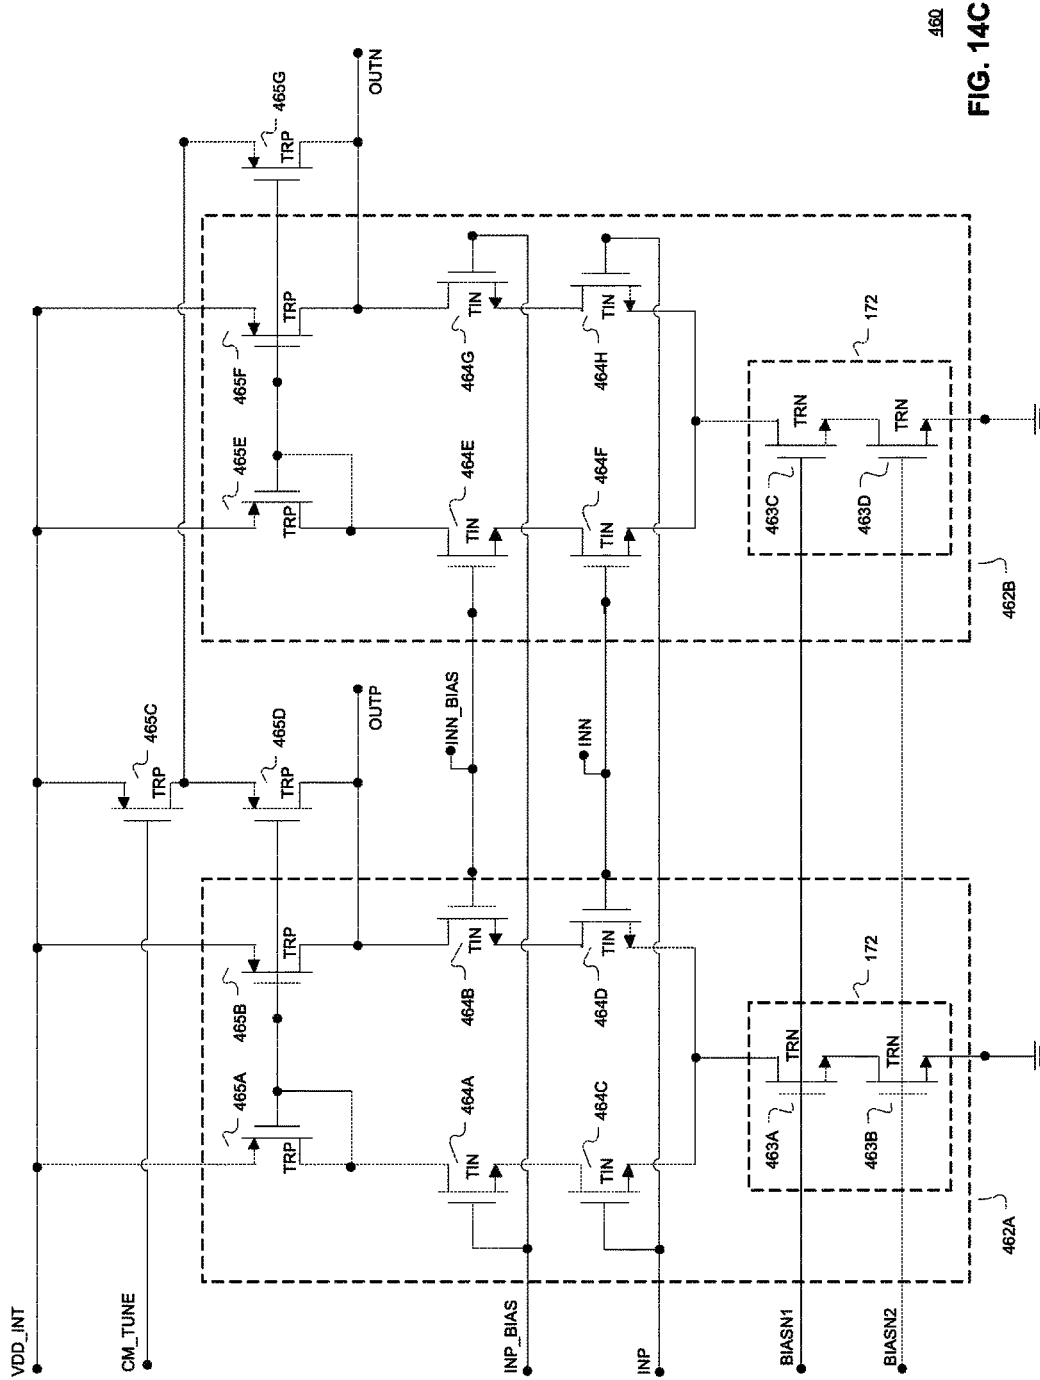 460
FIG. 14C
VDD_INT
CM_TUNE
INP_BIAS
INP
BIASN1
BIASN2
465C
TRP
465D
TRP
OUTP
465G
TRP
OUTN
465A
TRP
465B
TRP
465E
TRP
465F
TRP
464A
TIN
464B
TIN
INN_BIAS
464E
TIN
464G
TIN
464C
TIN
464D
TIN
INN
464F
TIN
464H
TIN
172
463A
TRN
463B
TRN
462A
172
463C
TRN
463D
TRN
462B